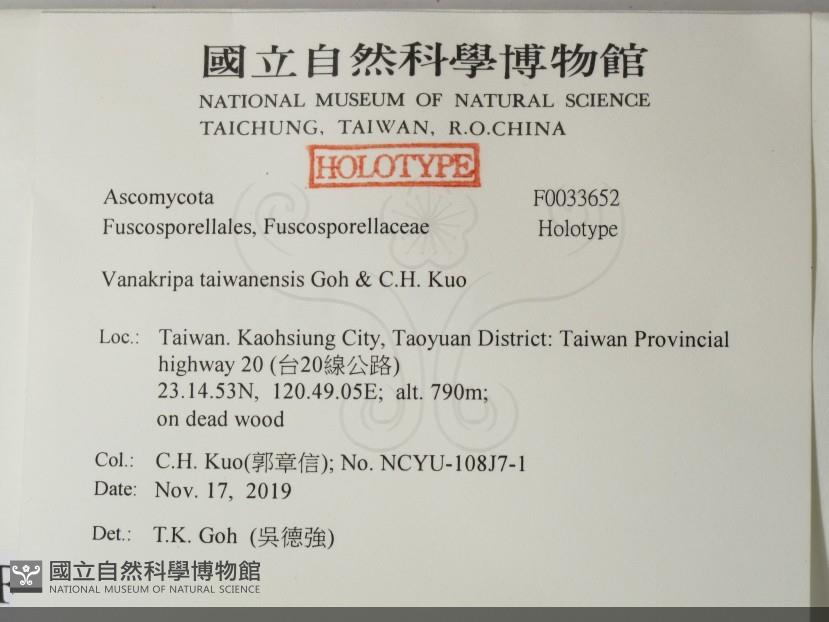 國立自然科學博物館
NATIONAL MUSEUM OF NATURAL SCIENCE
TAICHUNG, TAIWAN, R.O.CHINA
HOLOTYPE
Ascomycota F0033652
Fuscosporellales, Fuscosporellaceae Holotype
Vanakripa taiwanensis Goh & C.H. Kuo
Loc.: Taiwan. Kaohsiung City, Taoyuan District: Taiwan Provincial
highway 20 (台20線公路)
23.14.53N, 120.49.05E; alt. 790m;
on dead wood
Col.: C.H. Kuo(郭章信); No. NCYU-108J7-1
Date: Nov. 17, 2019
Det.: T.K. Goh (吳德強)
國立自然科學博物館
NATIONAL MUSEUM OF NATURAL SCIENCE